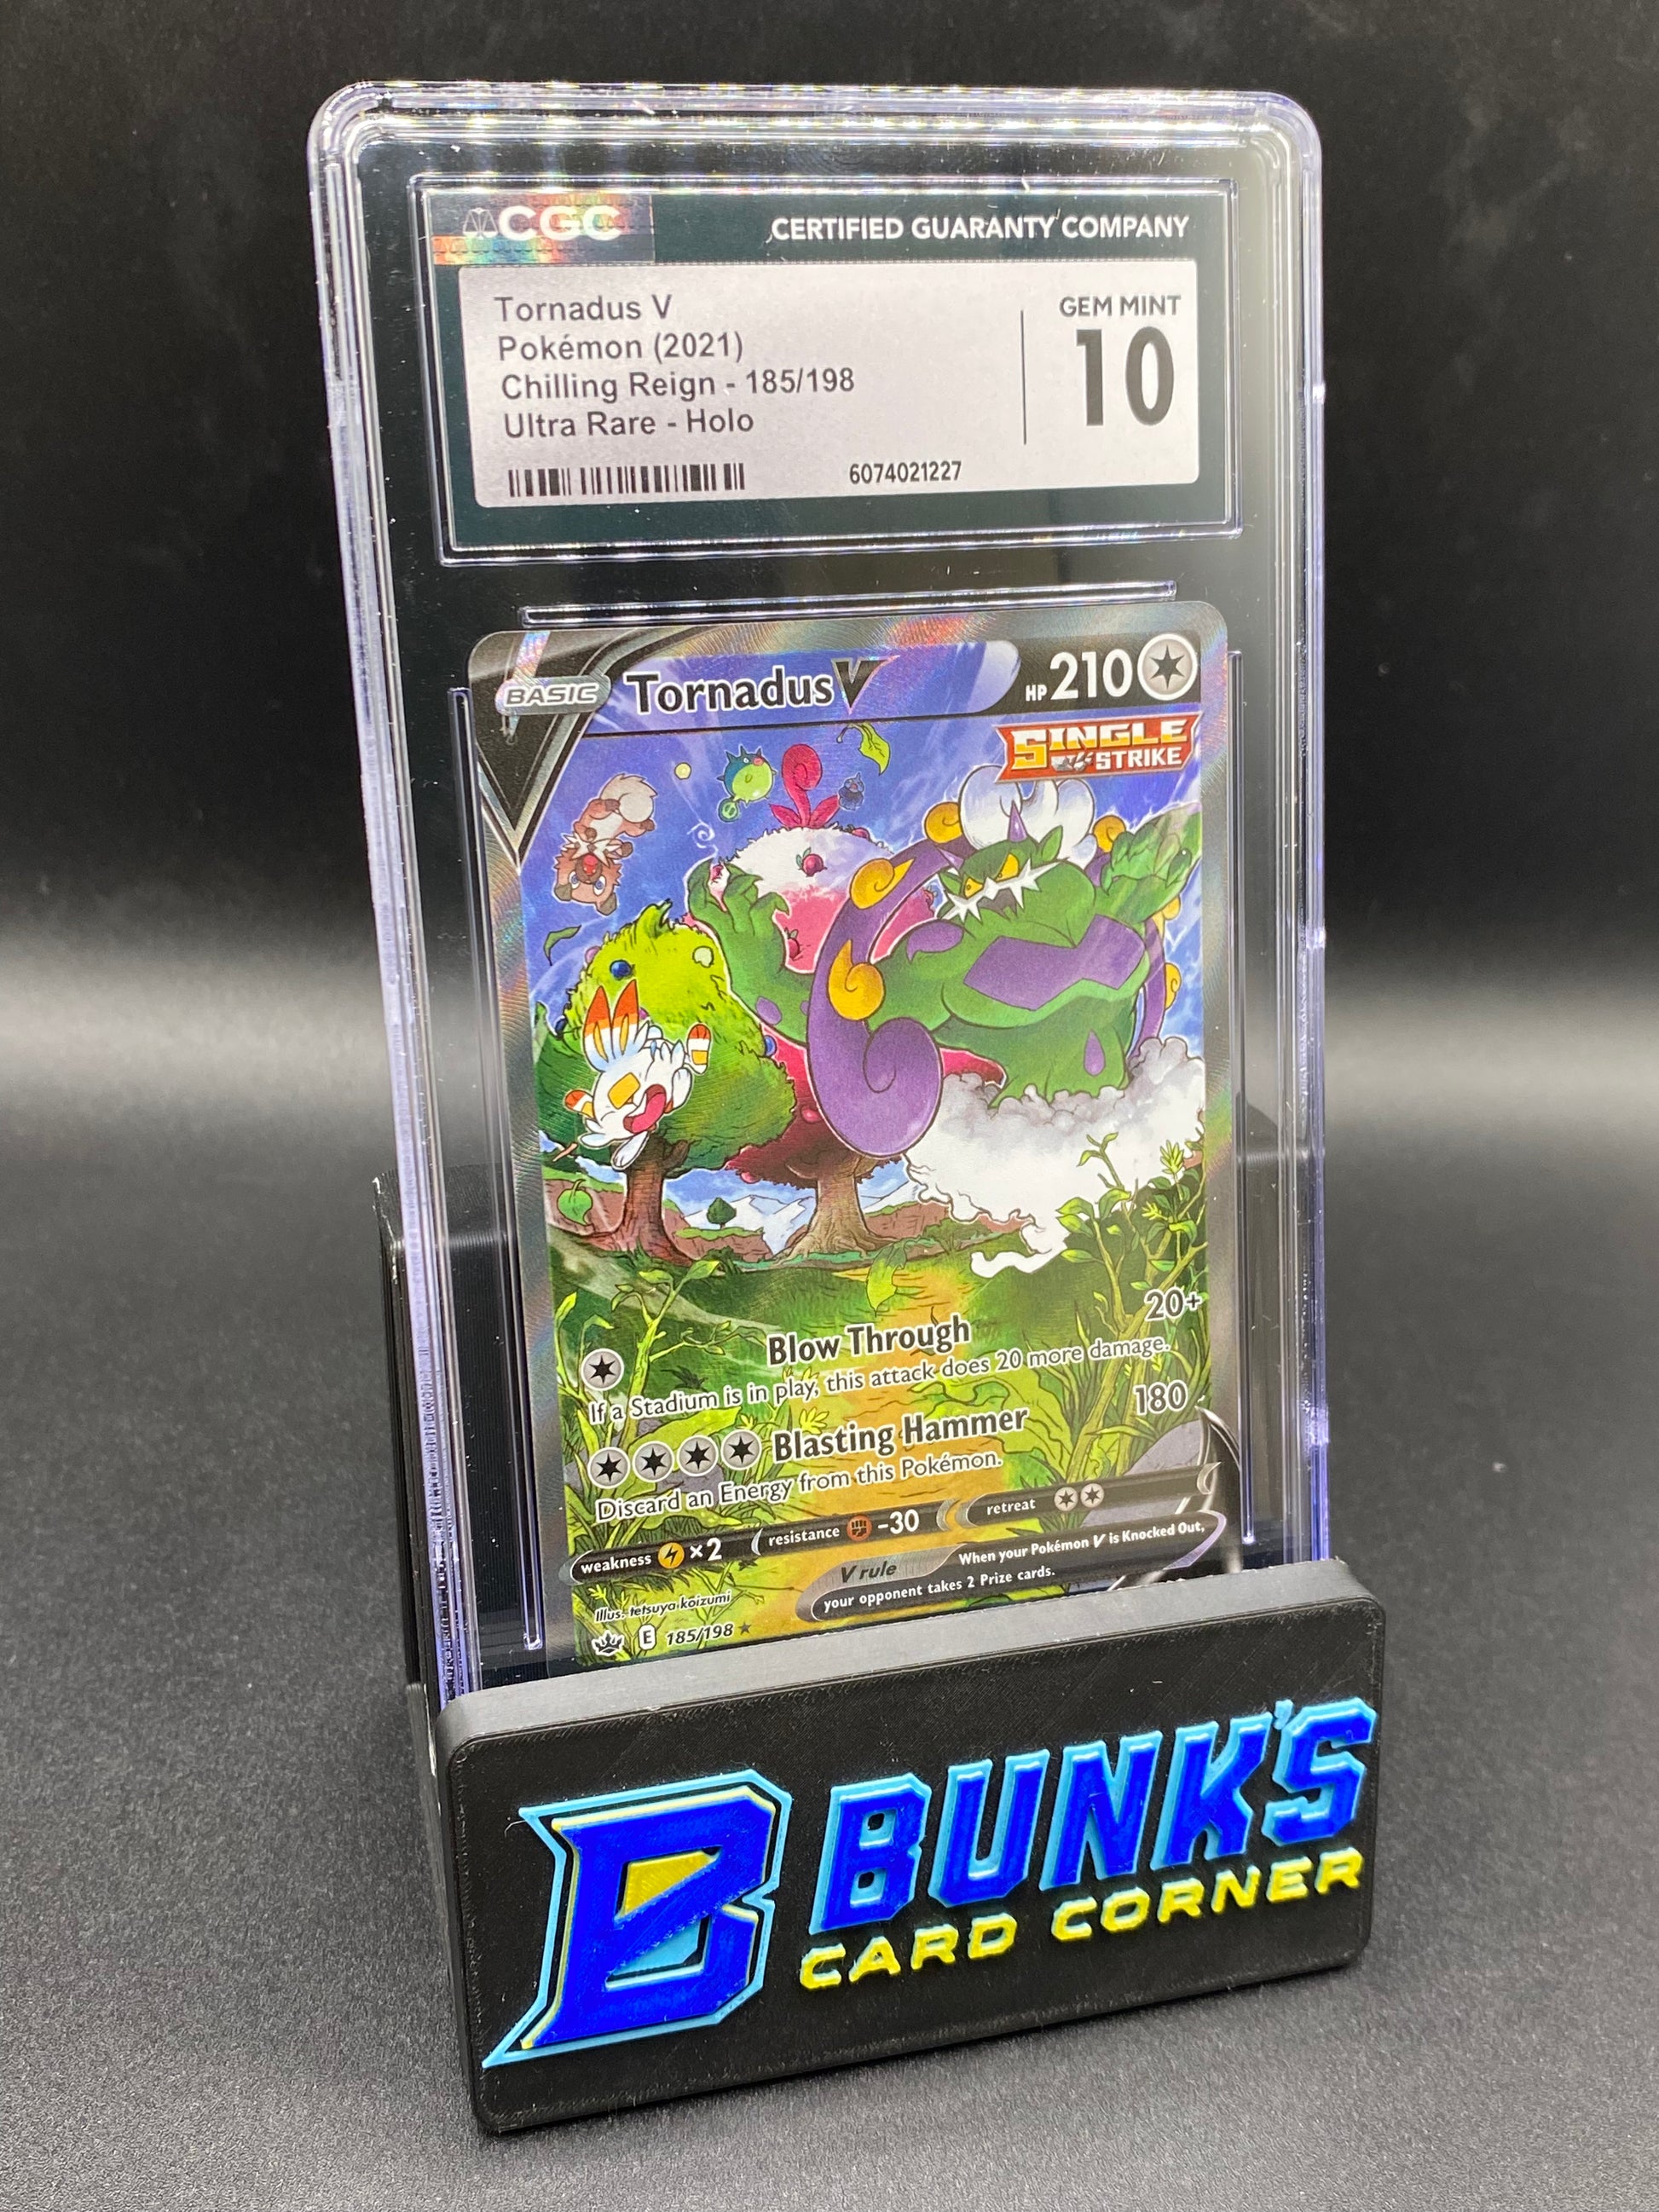 CGC
CERTIFIED GUARANTY COMPANY
Tornadus V
Pokémon (2021)
Chilling Reign - 185/198
Ultra Rare - Holo
GEM MINT
10
6074021227
BASIC
Tornadus V
HP 210
SINGLE
STRIKE
Blow Through
20+
If a Stadium is in play, this attack does 20 more damage.
Blasting Hammer
180
Discard an Energy from this Pokémon.
weakness ×2
resistance -30
retreat
V rule
When your Pokémon V is Knocked Out,
your opponent takes 2 Prize cards.
Illus. tetsuya koizumi
E 185/198 ★
B
BUNK'S
CARD CORNER